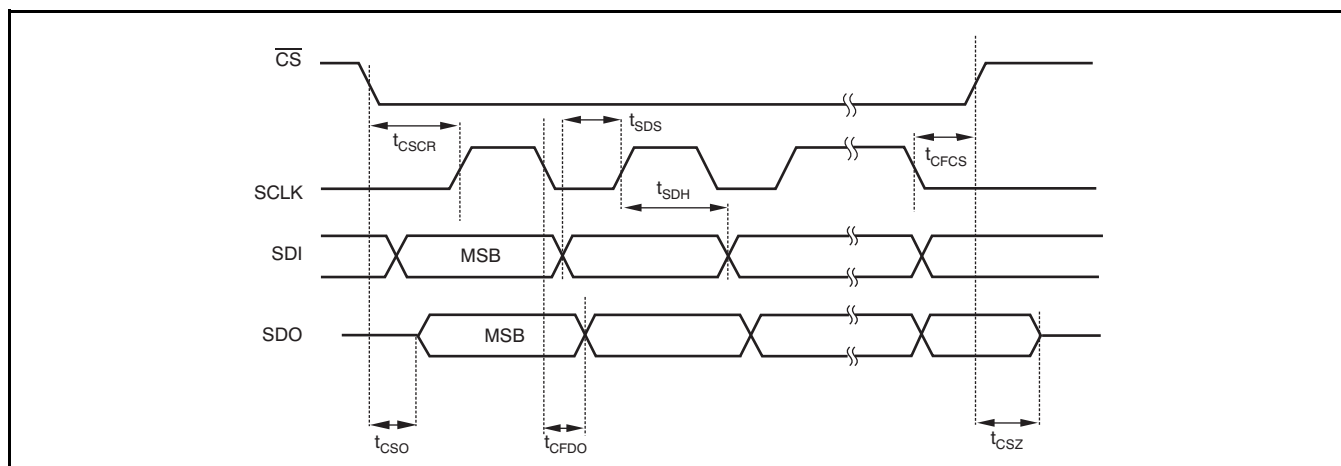 CS
tSDS
tCSCR
tCFCS
SCLK
tSDH
SDI
MSB
SDO
MSB
tCSO
tCFDO
tCSZ